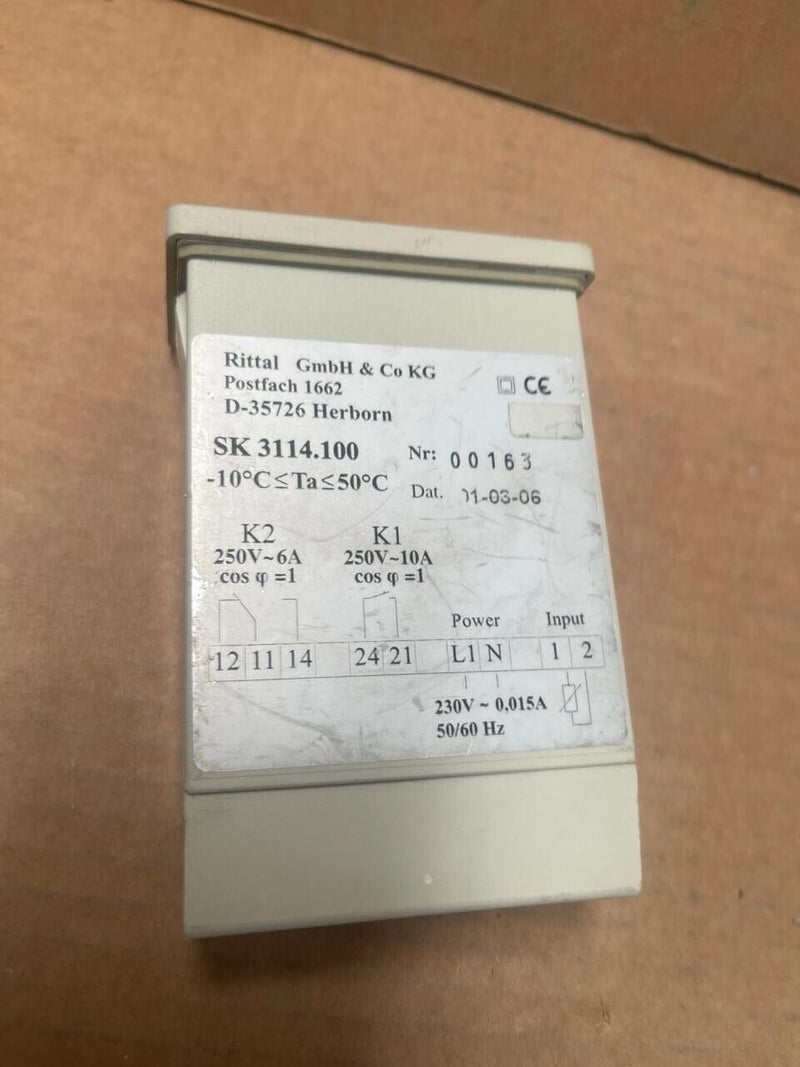 Rittal GmbH & Co KG
Postfach 1662
D-35726 Herborn
CE
SK 3114.100
Nr: 00163
-10°C≤Ta≤50°C
Dat. 01-03-06
K2 K1
250V~6A 250V~10A
cos φ =1 cos φ =1
Power Input
12 11 14 24 21 L1 N 1 2
230V ~ 0,015A
50/60 Hz